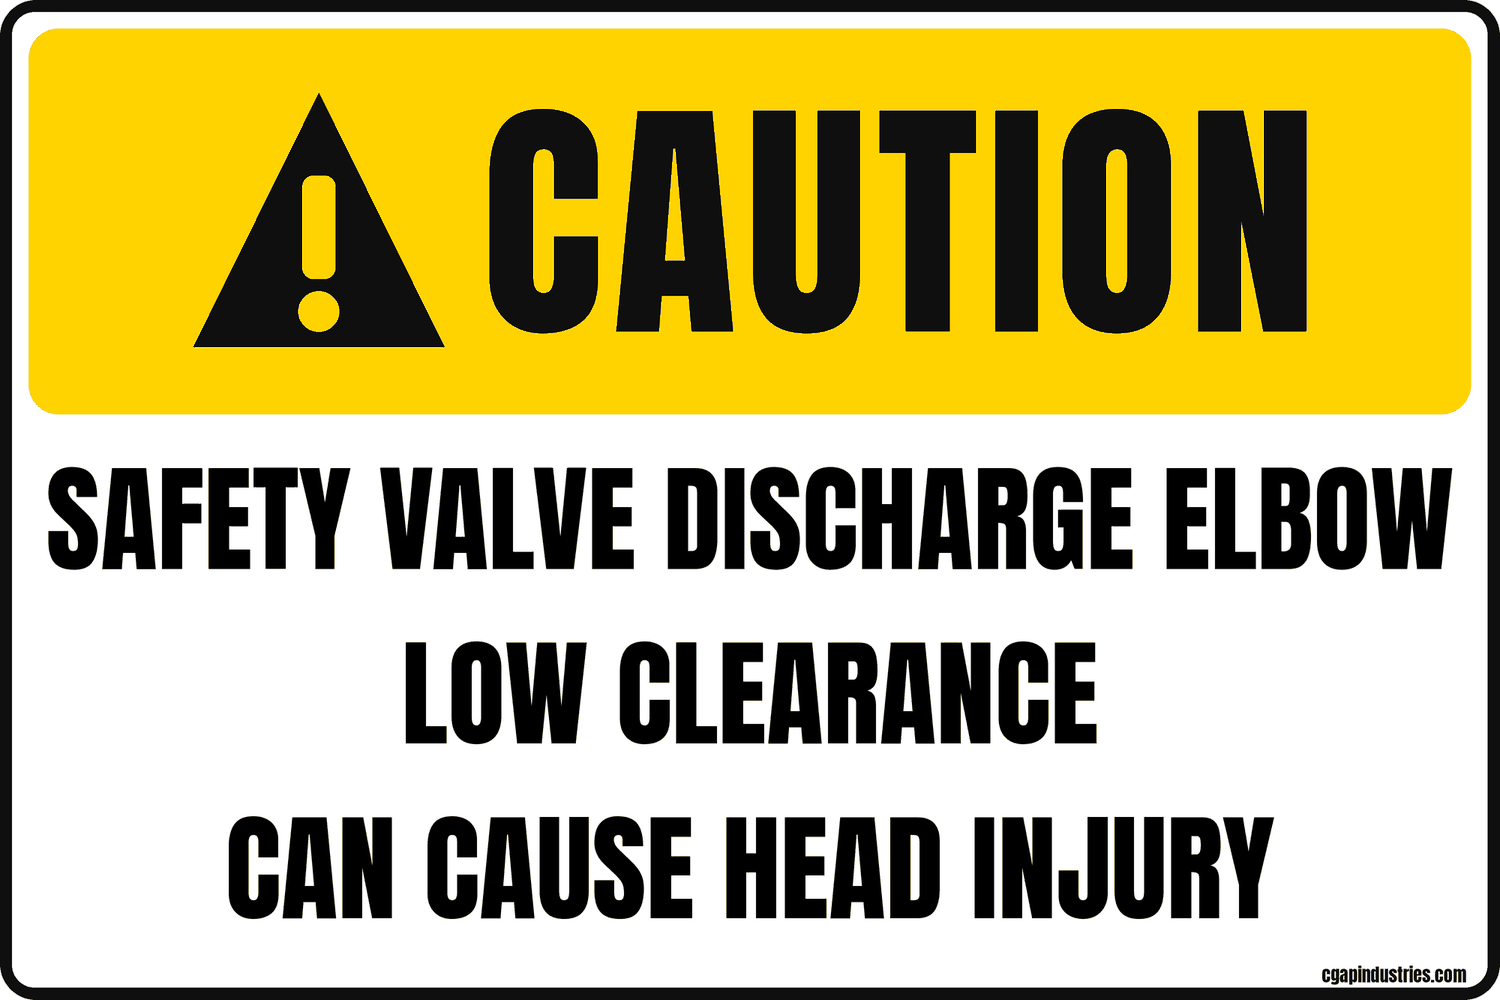 CAUTION
SAFETY VALVE DISCHARGE ELBOW
LOW CLEARANCE
CAN CAUSE HEAD INJURY
cgapindustries.com